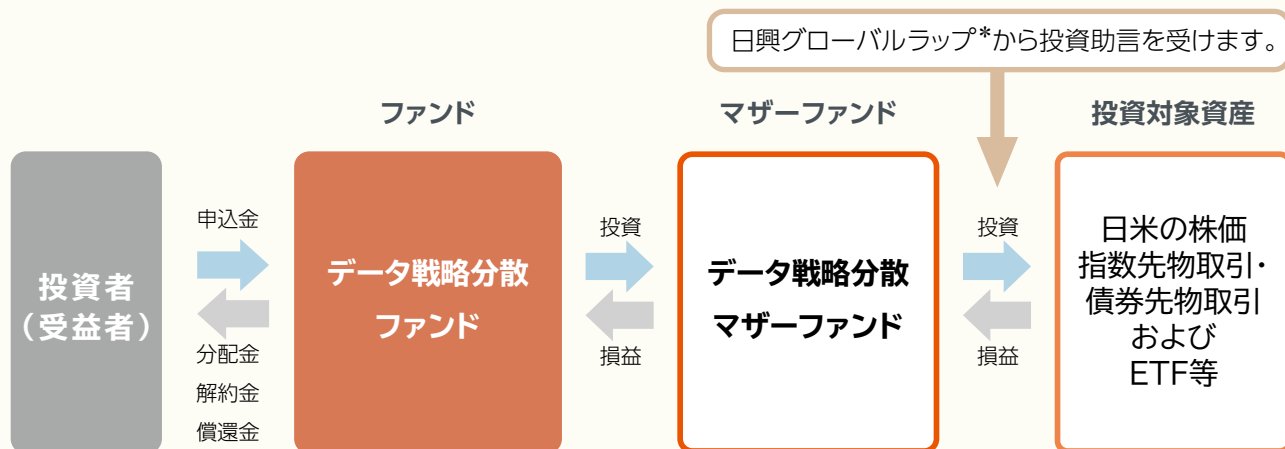 日興グローバルラップ*から投資助言を受けます。
ファンド
マザーファンド
投資対象資産
投資者
（受益者）
申込金
分配金
解約金
償還金
データ戦略分散
ファンド
投資
損益
データ戦略分散
マザーファンド
投資
損益
日米の株価
指数先物取引・
債券先物取引
および
ETF等